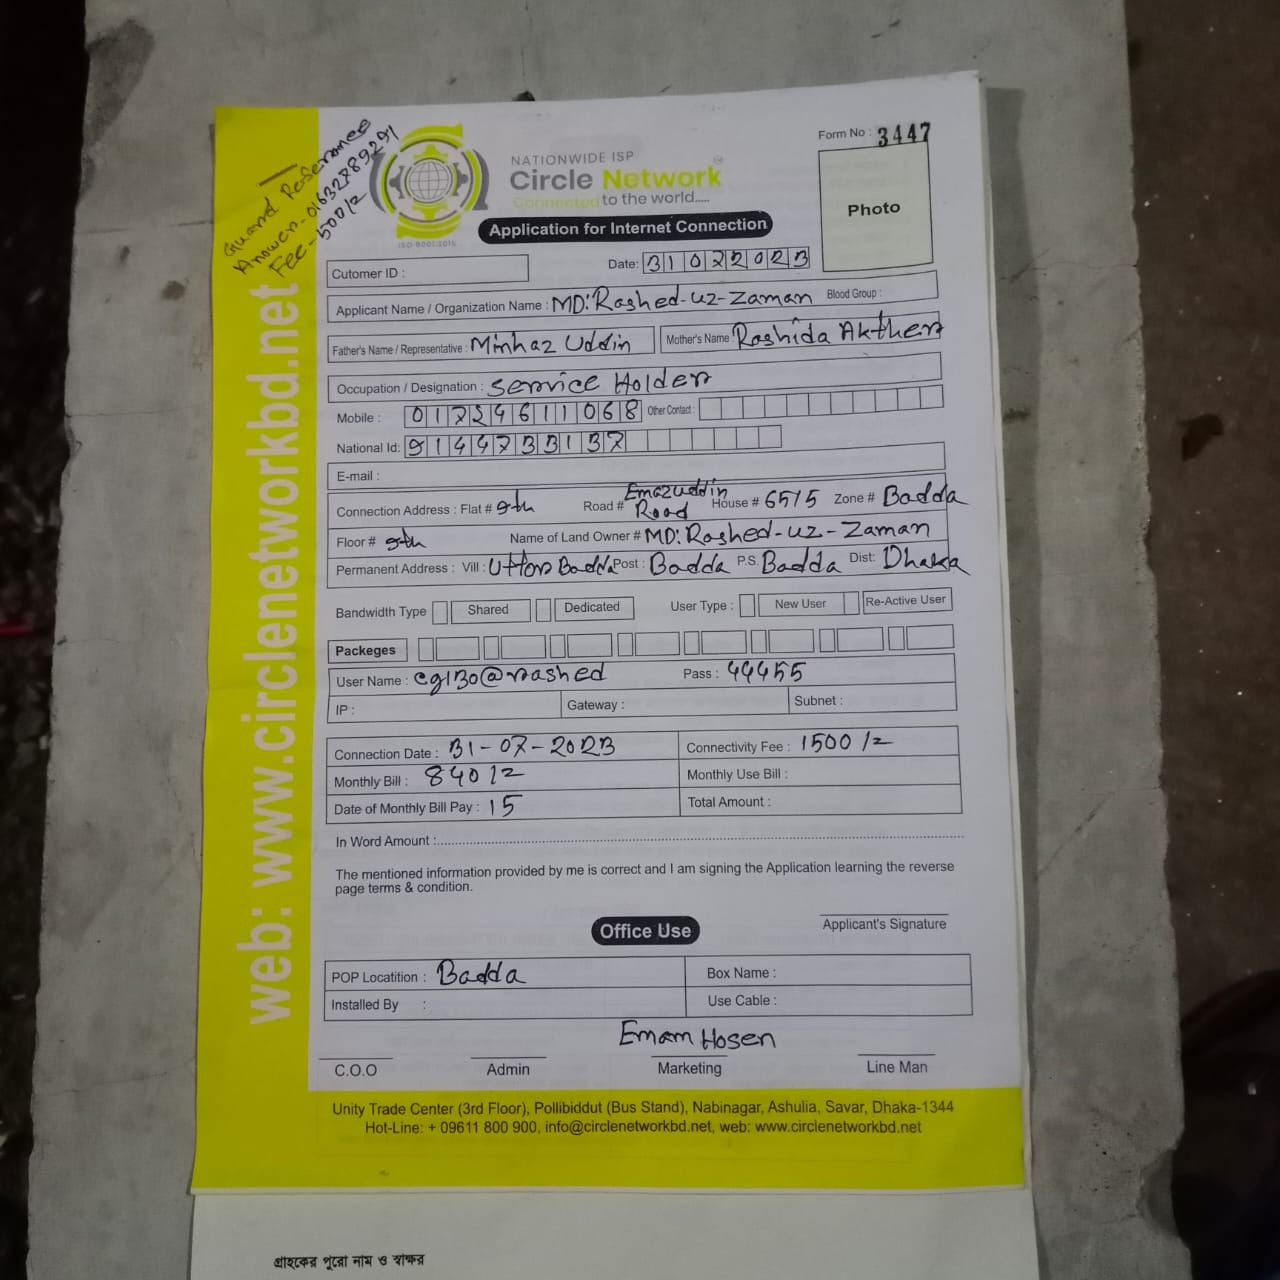 Guard Referance
Anower-01632789291
Fee-500/=
NATIONWIDE ISP
Circle Network
Connected to the world.....
ISO 9001:2015
Form No : 3447
Photo
Application for Internet Connection
Cutomer ID :
Date: 31022023
Applicant Name / Organization Name : MD: Rashed-uz-Zaman Blood Group :
Father's Name / Representative : Minhaz Uddin Mother's Name : Rashida Akther
Occupation / Designation : Service Holder
Mobile : 01724611068 Other Contact :
National Id: 9144733137
E-mail :
Connection Address : Flat # 9th Road # Emazuddin Road House # 65/5 Zone # Badda
Floor # 9th Name of Land Owner # MD: Rashed-uz-Zaman
Permanent Address : Vill : Uttor Badda Post : Badda P.S. Badda Dist: Dhaka
Bandwidth Type Shared Dedicated User Type : New User Re-Active User
Packeges
User Name : cg130@rashed Pass : 44455
IP : Gateway : Subnet :
Connection Date : 31-07-2023 Connectivity Fee : 1500/=
Monthly Bill : 840/= Monthly Use Bill :
Date of Monthly Bill Pay : 15 Total Amount :
In Word Amount :
The mentioned information provided by me is correct and I am signing the Application learning the reverse
page terms & condition.
Applicant's Signature
Office Use
POP Locatition : Badda Box Name :
Installed By : Use Cable :
Emam Hosen
C.O.O Admin Marketing Line Man
Unity Trade Center (3rd Floor), Pollibiddut (Bus Stand), Nabinagar, Ashulia, Savar, Dhaka-1344
Hot-Line: + 09611 800 900, info@circlenetworkbd.net, web: www.circlenetworkbd.net
web: www.circlenetworkbd.net
গ্রাহকের পুরো নাম ও স্বাক্ষর